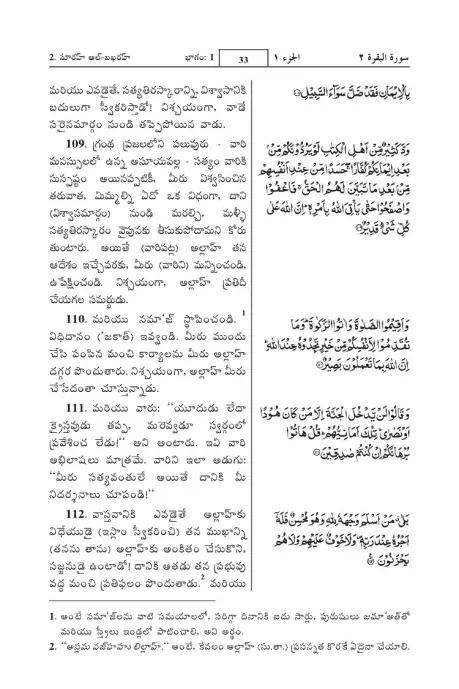 2. సూరహ్ అల్-బఖరహ్ భాగం: 1 33 الجزء ١ سورة البقرة ٢
మరియు ఎవడైతే, సత్యతిరస్కారాన్ని, విశ్వాసానికి
బదులుగా స్వీకరిస్తాడో! నిశ్చయంగా, వాడే
సరైనమార్గం నుండి తప్పిపోయిన వాడు.
109. గ్రంథ ప్రజలలోని పలువురు - వారి
మనస్సులలో ఉన్న అసూయవల్ల - సత్యం వారికి
సుస్పష్టం అయినప్పటికీ, మీరు విశ్వసించిన
తరువాత, మిమ్మల్ని ఏదో ఒక విధంగా, దాని
(విశ్వాసమార్గం) నుండి మరల్చి, మళ్ళీ
సత్యతిరస్కారం వైపునకు తీసుకుపోదామని కోరు
తుంటారు. అయితే (వారిపట్ల) అల్లాహ్ తన
ఆదేశం ఇచ్చేవరకు, మీరు (వారిని) మన్నించండి,
ఉపేక్షించండి. నిశ్చయంగా, అల్లాహ్ ప్రతిదీ
చేయగల సమర్థుడు.
110. మరియు నమా'జ్ స్థాపించండి. 1
విధిదానం ('జకాత్) ఇవ్వండి. మీరు ముందు
చేసి పంపిన మంచి కార్యాలను మీరు అల్లాహ్
దగ్గర పొందుతారు. నిశ్చయంగా, అల్లాహ్ మీరు
చేసేదంతా చూస్తున్నాడు.
111. మరియు వారు: "యూదుడు లేదా
క్రైస్తవుడు తప్ప, మరెవ్వడూ స్వర్గంలో
ప్రవేశించ లేడు!" అని అంటారు. ఇవి వారి
అభిలాషలు మాత్రమే. వారిని ఇలా అడుగు:
"మీరు సత్యవంతులే అయితే దానికి మీ
నిదర్శనాలు చూపండి!"
112. వాస్తవానికి ఎవడైతే అల్లాహ్‌కు
విధేయుడై (ఇస్లాం స్వీకరించి) తన ముఖాన్ని
(తనను తాను) అల్లాహ్‌కు అంకితం చేసుకొని,
సజ్జనుడై ఉంటాడో! దానికి అతడు తన ప్రభువు
వద్ద మంచి ప్రతిఫలం పొందుతాడు.2 మరియు
بِالْإِيمَانِ فَقَدْ ضَلَّ سَوَاءَ السَّبِيلِ
وَدَّ كَثِيرٌ مِّنْ أَهْلِ الْكِتَابِ لَوْ يَرُدُّونَكُم مِّنْ
بَعْدِ إِيمَانِكُمْ كُفَّارًا حَسَدًا مِّنْ عِندِ أَنفُسِهِم
مِّن بَعْدِ مَا تَبَيَّنَ لَهُمُ الْحَقُّ فَاعْفُوا
وَاصْفَحُوا حَتَّىٰ يَأْتِيَ اللَّهُ بِأَمْرِهِ إِنَّ اللَّهَ عَلَىٰ
كُلِّ شَيْءٍ قَدِيرٌ
وَأَقِيمُوا الصَّلَاةَ وَآتُوا الزَّكَاةَ وَمَا
تُقَدِّمُوا لِأَنفُسِكُم مِّنْ خَيْرٍ تَجِدُوهُ عِندَ اللَّهِ
إِنَّ اللَّهَ بِمَا تَعْمَلُونَ بَصِيرٌ
وَقَالُوا لَن يَدْخُلَ الْجَنَّةَ إِلَّا مَن كَانَ هُودًا
أَوْ نَصَارَىٰ تِلْكَ أَمَانِيُّهُمْ قُلْ هَاتُوا
بُرْهَانَكُمْ إِن كُنتُمْ صَادِقِينَ
بَلَىٰ مَنْ أَسْلَمَ وَجْهَهُ لِلَّهِ وَهُوَ مُحْسِنٌ فَلَهُ
أَجْرُهُ عِندَ رَبِّهِ وَلَا خَوْفٌ عَلَيْهِمْ وَلَا هُمْ
يَحْزَنُونَ
1. అంటే నమా'జ్‌లను వాటి సమయాలలో, సరిగ్గా దినానికి ఐదు సార్లు, పురుషులు జమా'అత్‌తో
మరియు స్త్రీలు ఇండ్లలో పాటించాలి, అని అర్థం.
2. "అస్లమ వజ్‌హహు లిల్లాహ్." అంటే, కేవలం అల్లాహ్ (సు.తా.) ప్రసన్నత కొరకే ఏదైనా చేయాలి.